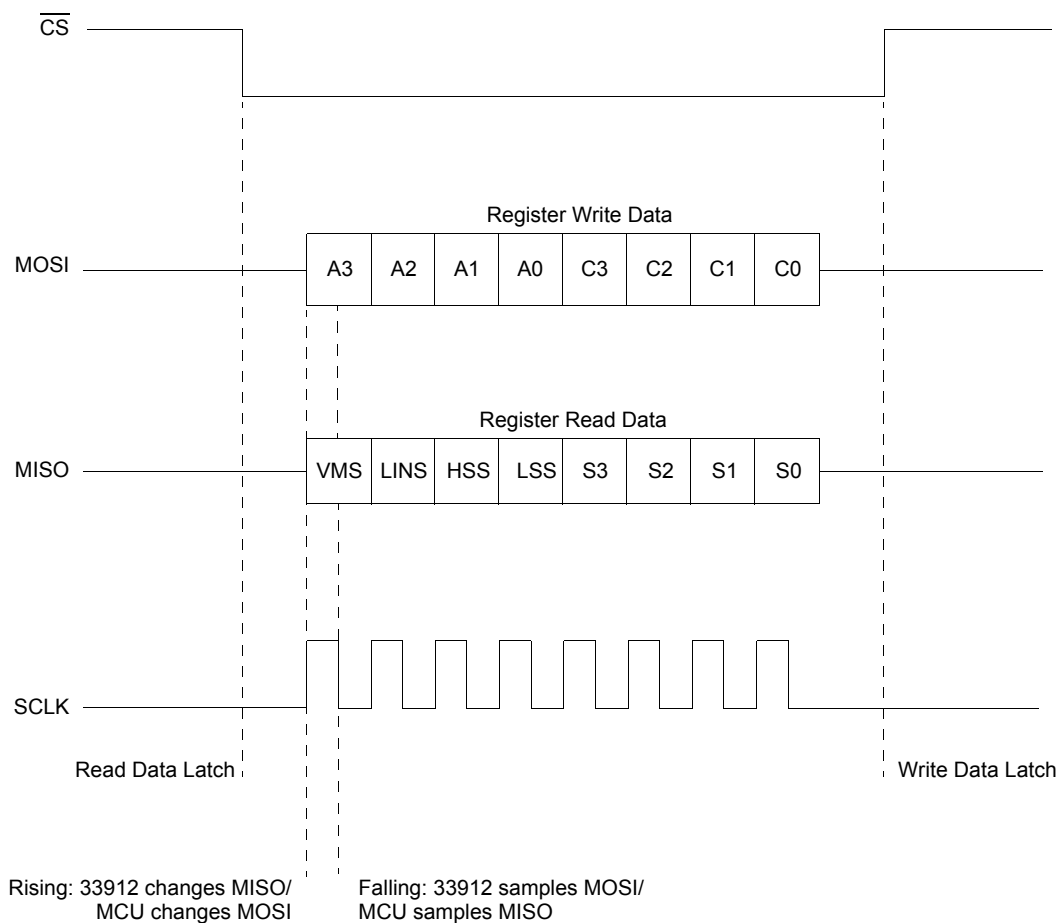 CS
Register Write Data
MOSI
A3 A2 A1 A0 C3 C2 C1 C0
Register Read Data
MISO
VMS LINS HSS LSS S3 S2 S1 S0
SCLK
Read Data Latch
Write Data Latch
Rising: 33912 changes MISO/
MCU changes MOSI
Falling: 33912 samples MOSI/
MCU samples MISO